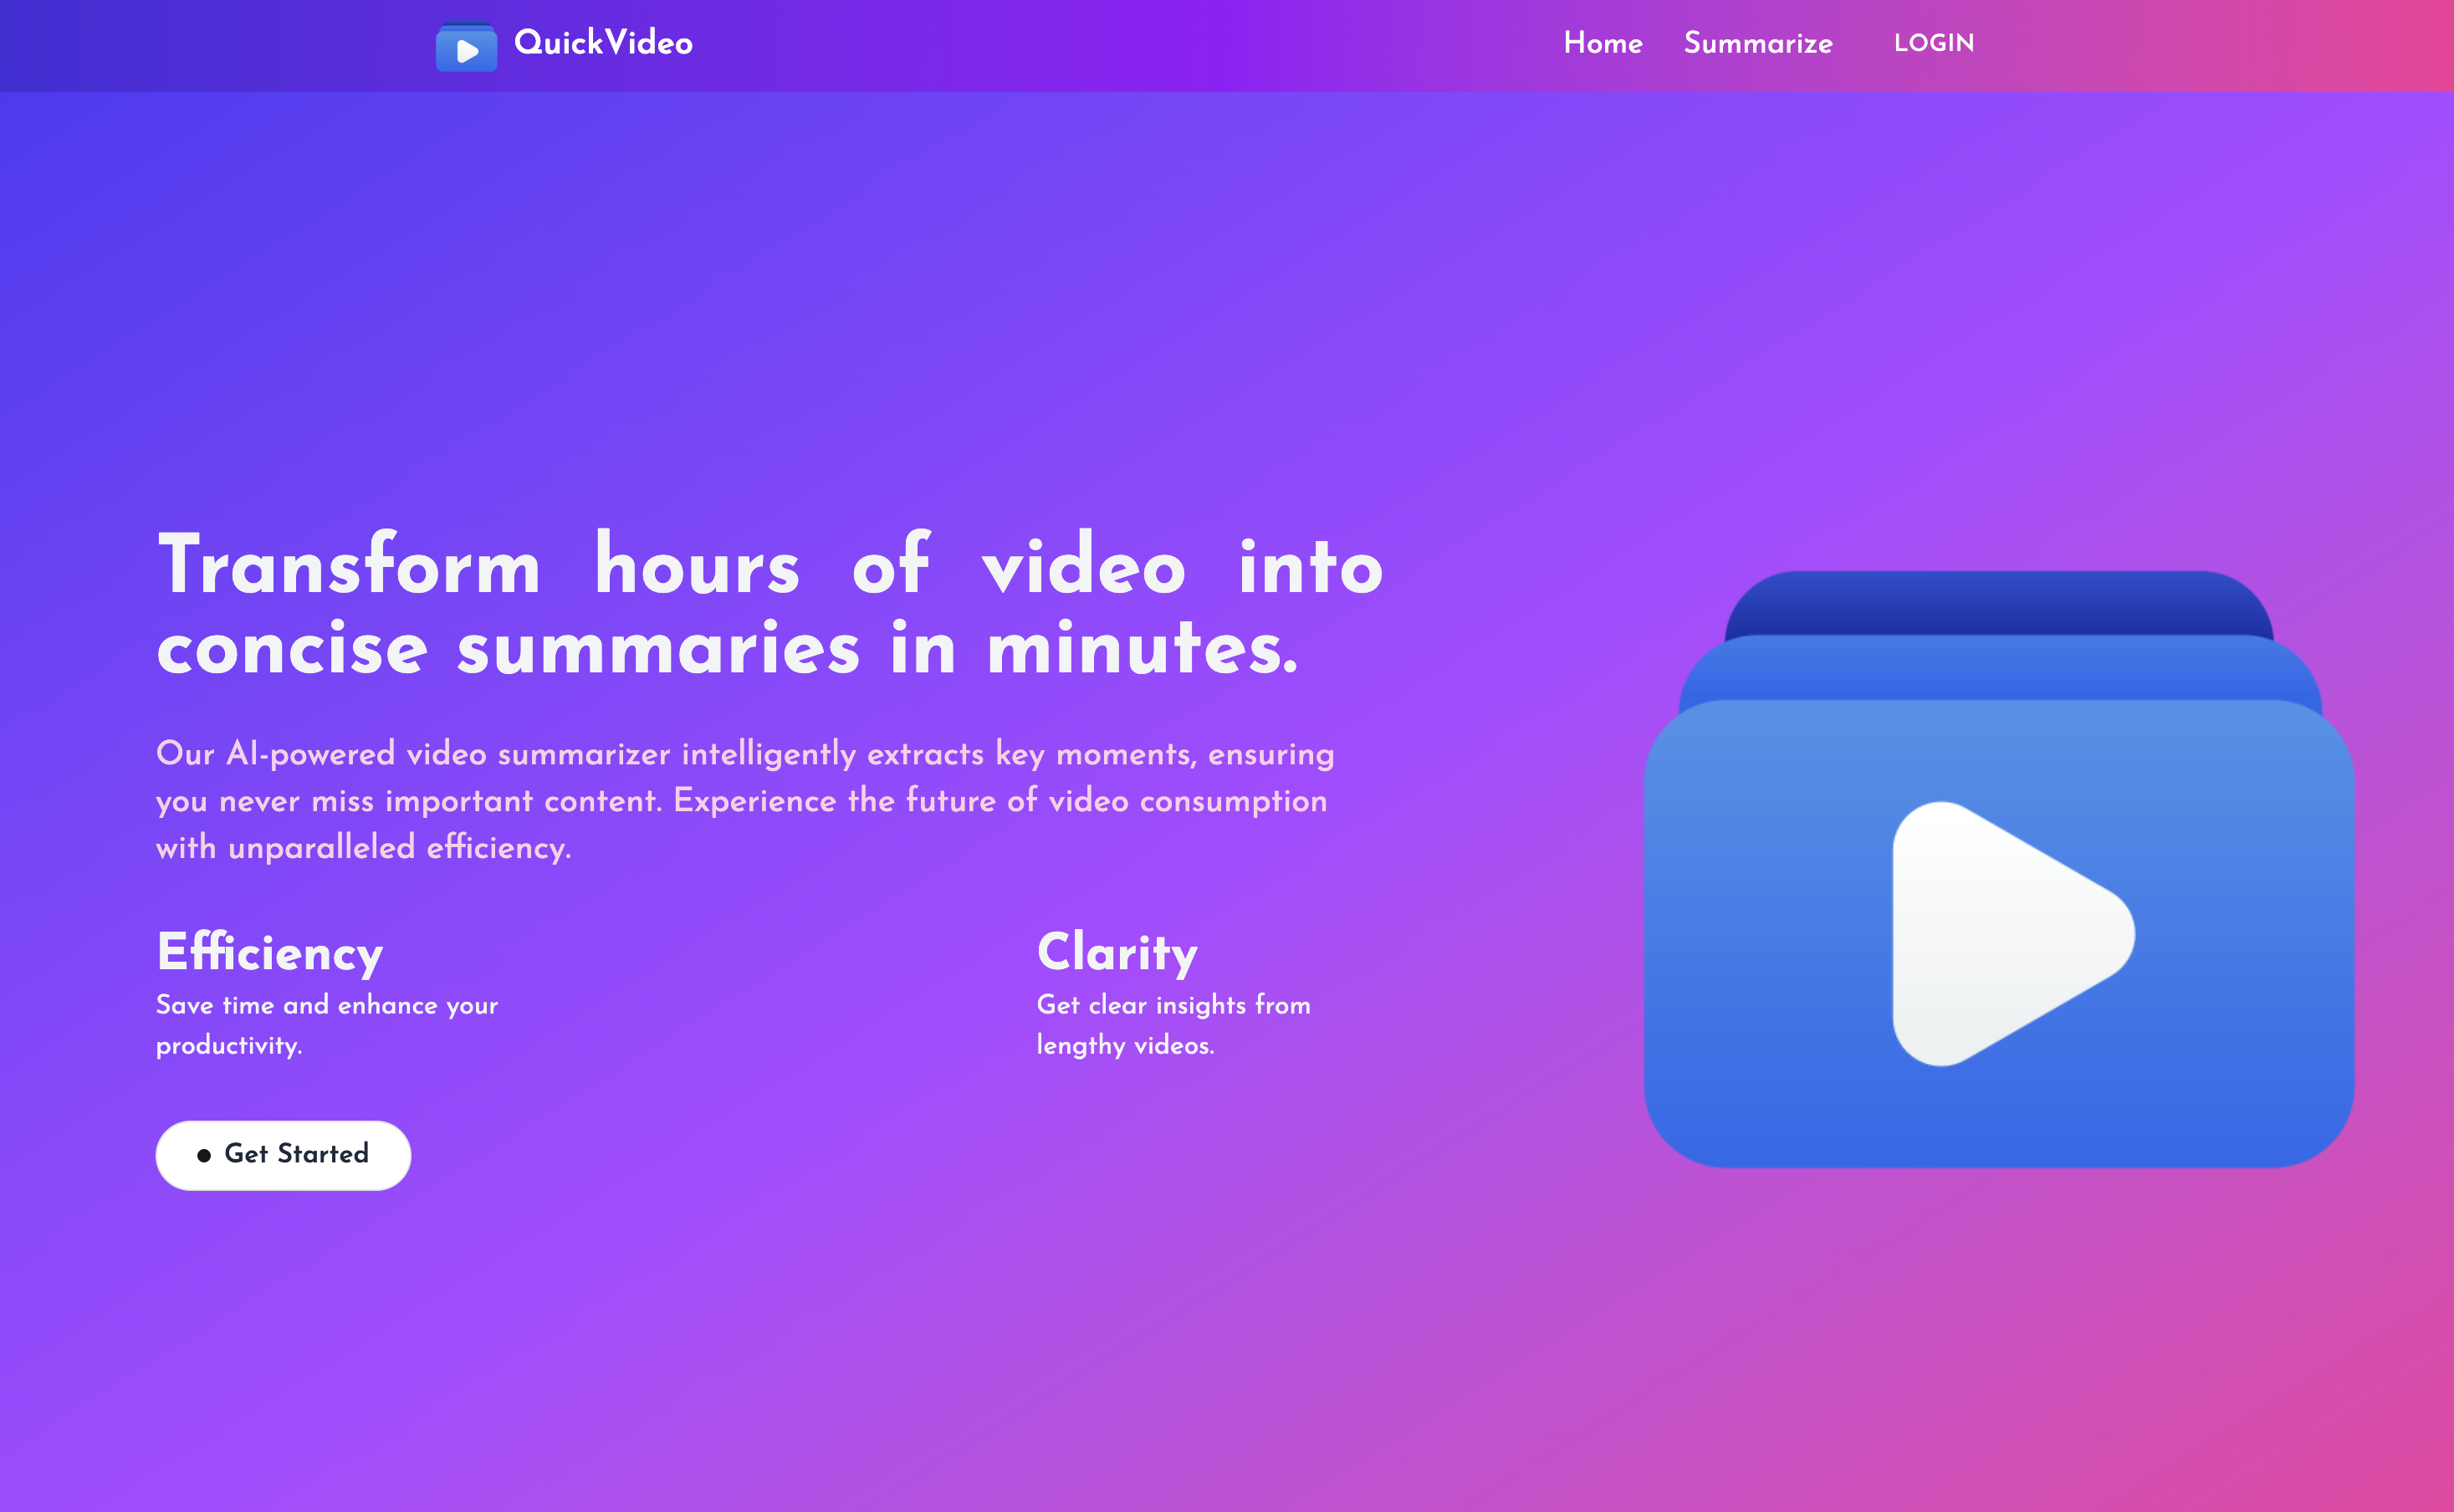 QuickVideo
Home
Summarize
LOGIN
Transform hours of video into
concise summaries in minutes.
Our AI-powered video summarizer intelligently extracts key moments, ensuring
you never miss important content. Experience the future of video consumption
with unparalleled efficiency.
Efficiency
Save time and enhance your
productivity.
Clarity
Get clear insights from
lengthy videos.
Get Started